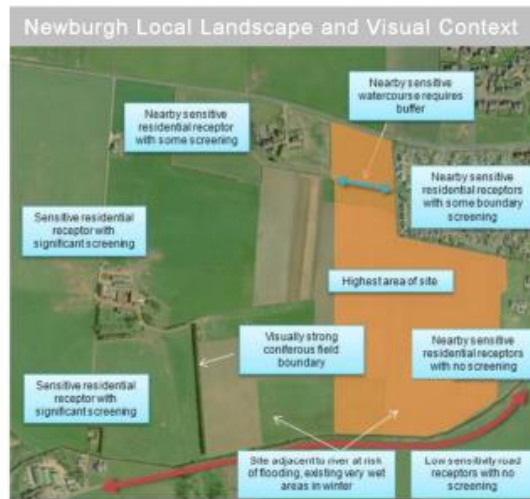 Newburgh Local Landscape and Visual Context
Nearby sensitive
watercourse requires
buffer
Nearby sensitive
residential receptor
with some screening
Nearby sensitive
residential receptors
with some boundary
screening
Sensitive residential
receptor with
significant screening
Highest area of site
Visually strong
coniferous field
boundary
Nearby sensitive
residential receptors
with no screening
Sensitive residential
receptor with
significant screening
Site adjacent to river at risk
of flooding, existing very wet
areas in winter
Low sensitivity road
receptors with no
screening